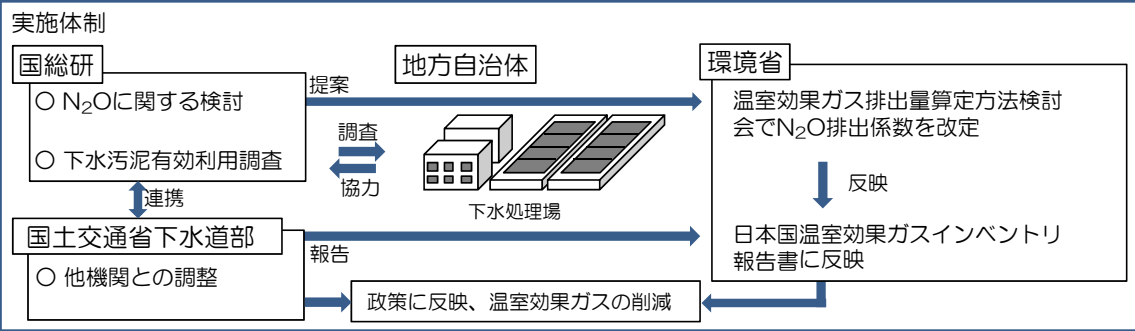 実施体制
国総研
○ N₂Oに関する検討
○ 下水汚泥有効利用調査
連携
国土交通省下水道部
○ 他機関との調整
提案
地方自治体
調査
協力
下水処理場
報告
政策に反映、温室効果ガスの削減
環境省
温室効果ガス排出量算定方法検討
会でN₂O排出係数を改定
反映
日本国温室効果ガスインベントリ
報告書に反映